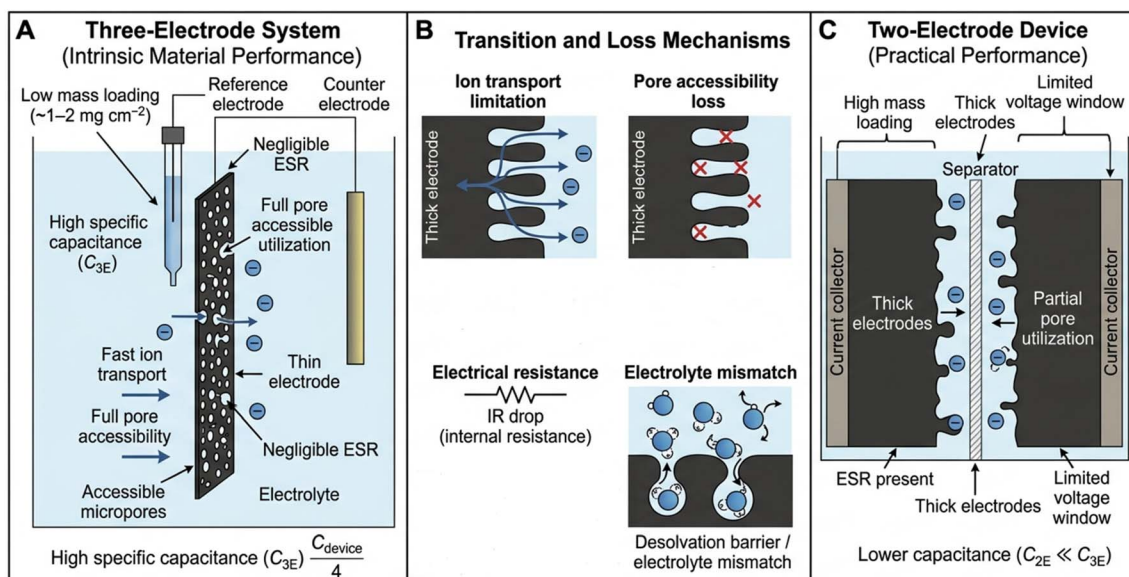 A
Three-Electrode System
(Intrinsic Material Performance)
Low mass loading
(~1–2 mg cm⁻²)
Reference
electrode
Counter
electrode
Negligible
ESR
Full pore
accessible
utilization
High specific
capacitance
(C3E)
Fast ion
transport
Thin
electrode
Full pore
accessibility
Negligible ESR
Accessible
micropores
Electrolyte
High specific capacitance (C3E) Cdevice
4
B
Transition and Loss Mechanisms
Ion transport
limitation
Thick electrode
Pore accessibility
loss
Thick electrode
Electrical resistance
IR drop
(internal resistance)
Electrolyte mismatch
Desolvation barrier /
electrolyte mismatch
C
Two-Electrode Device
(Practical Performance)
High mass
loading
Thick
electrodes
Limited
voltage window
Separator
Current collector
Thick
electrodes
Partial
pore
utilization
Current collector
ESR present
Thick electrodes
Limited
voltage
window
Lower capacitance (C2E ≪ C3E)